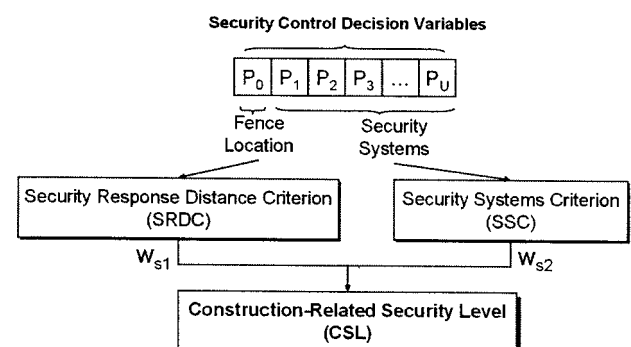 Security Control Decision Variables
P0 P1 P2 P3 ... PU
Fence Location
Security Systems
Security Response Distance Criterion
(SRDC)
Security Systems Criterion
(SSC)
Ws1
Ws2
Construction-Related Security Level
(CSL)